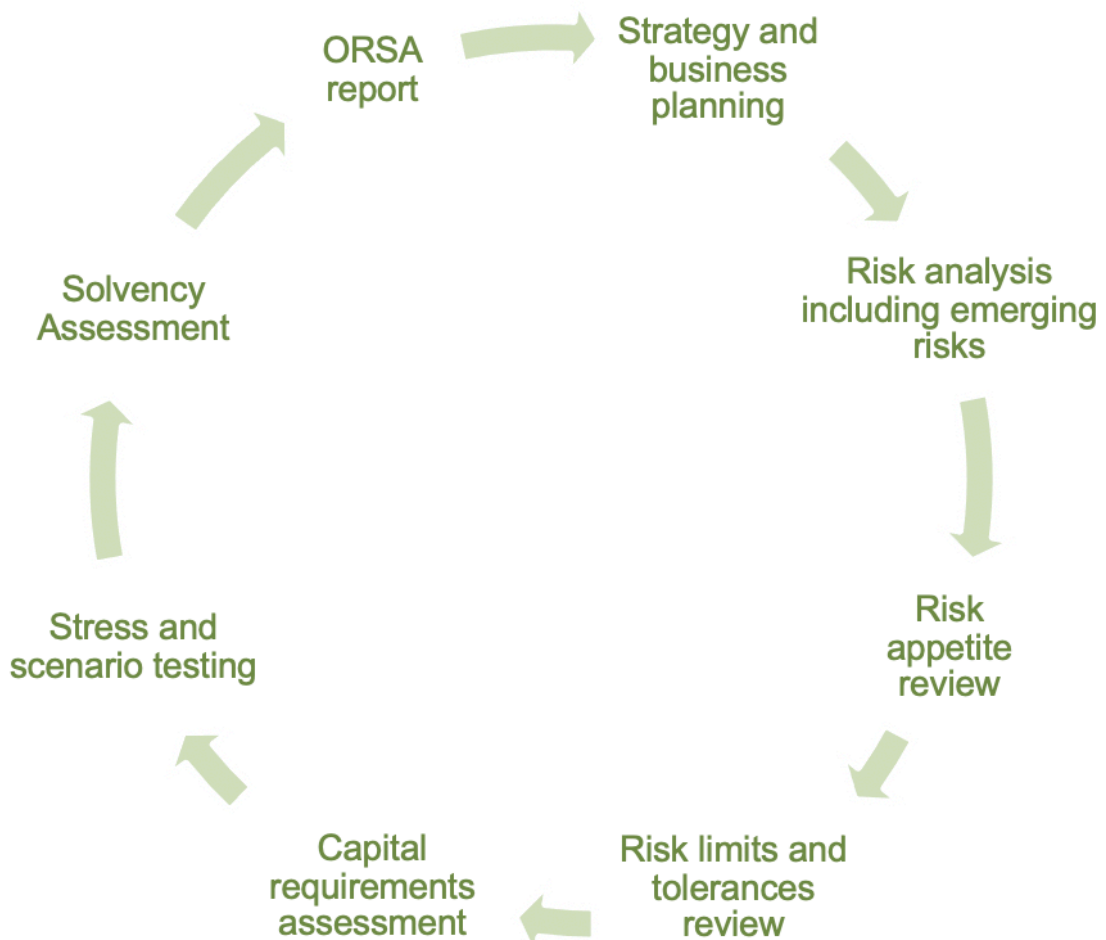 ORSA
report
Strategy and
business
planning
Risk analysis
including emerging
risks
Risk
appetite
review
Risk limits and
tolerances
review
Capital
requirements
assessment
Stress and
scenario testing
Solvency
Assessment